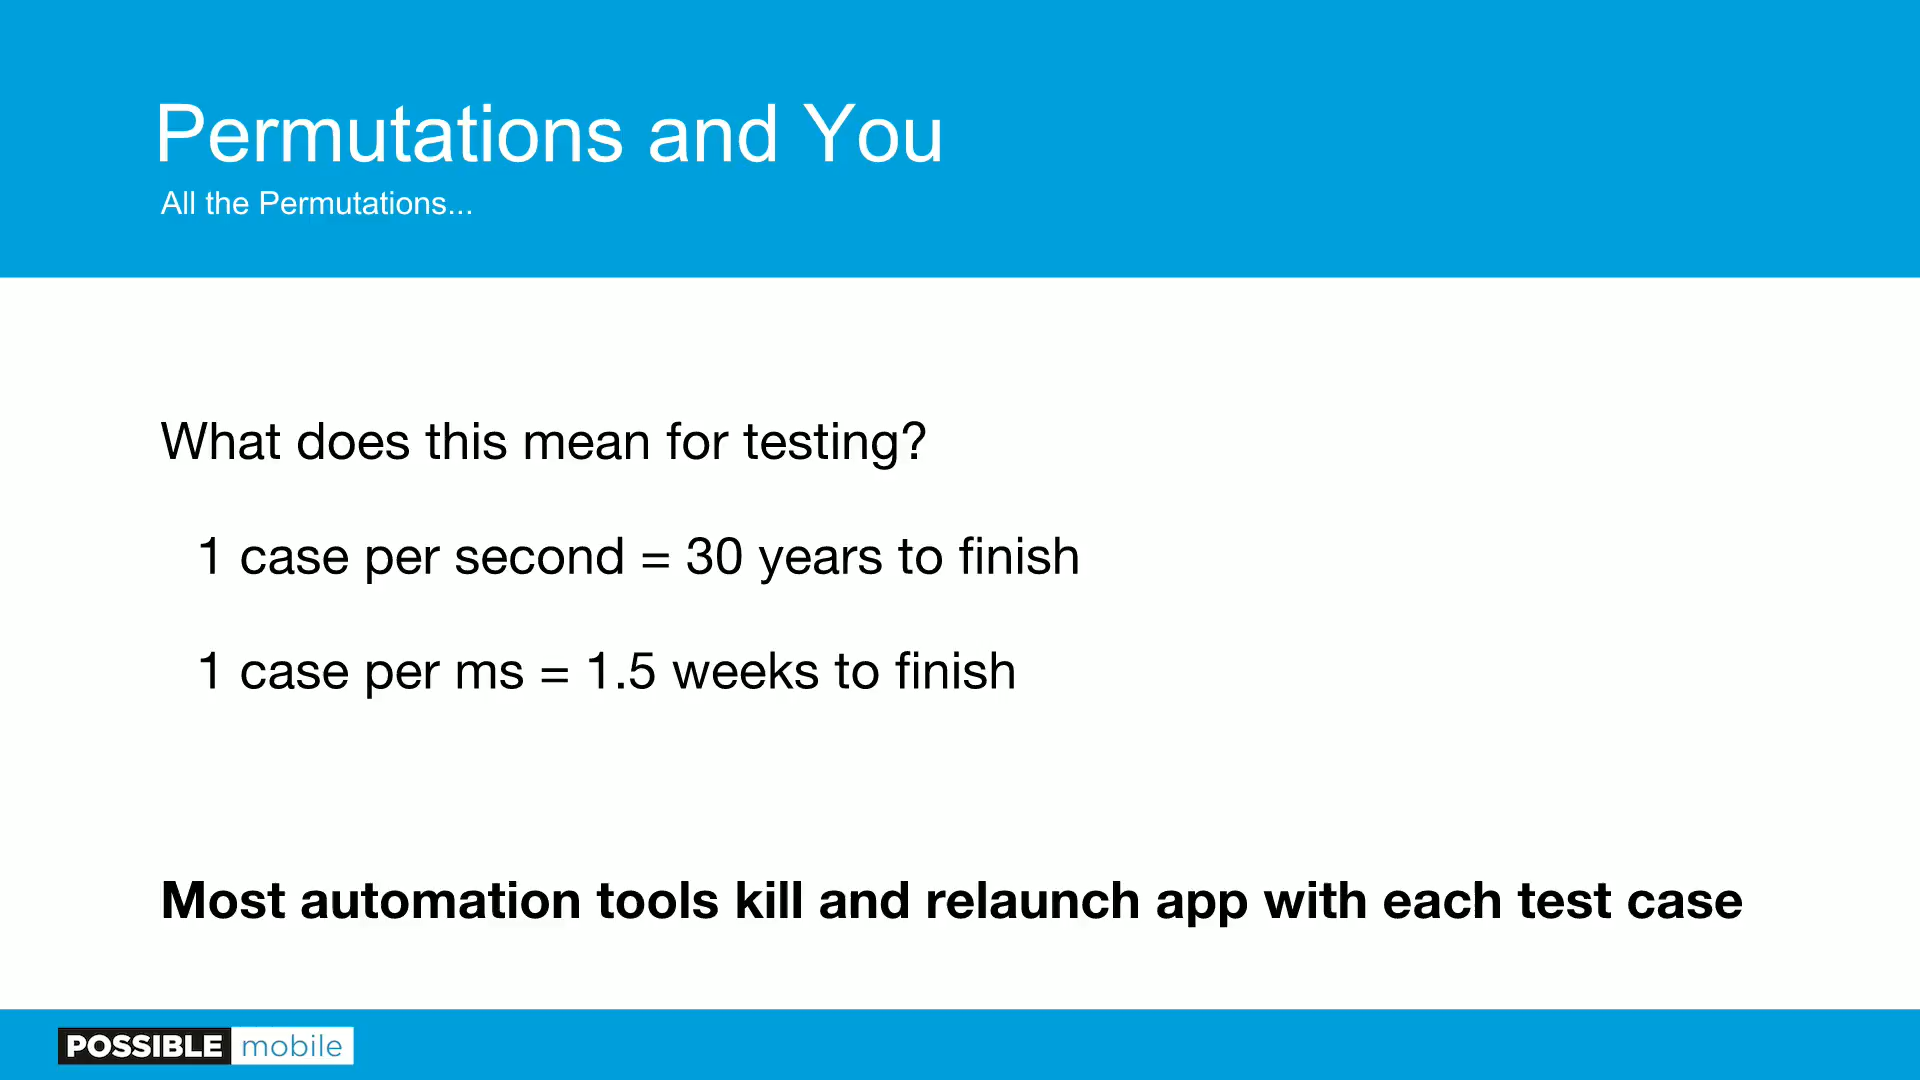 Permutations and You
All the Permutations...
What does this mean for testing?
1 case per second = 30 years to finish
1 case per ms = 1.5 weeks to finish
Most automation tools kill and relaunch app with each test case
POSSIBLE mobile